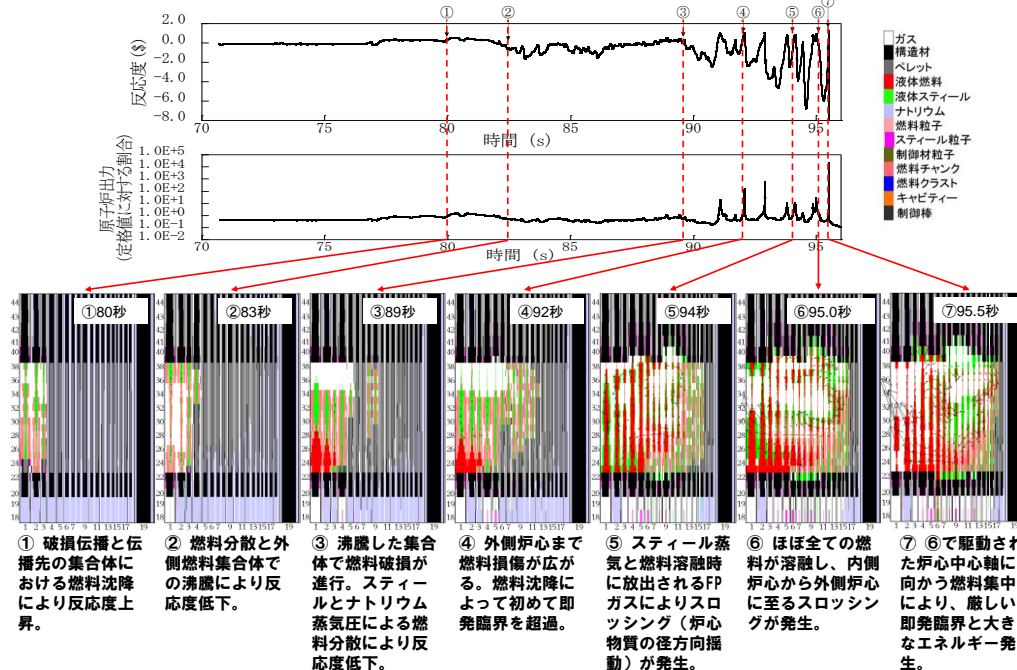 ① ② ③ ④ ⑤ ⑥ ⑦
反応度($)
2.0
0.0
-2.0
-4.0
-6.0
-8.0
70 75 80 85 90 95
時間 (s)
原子炉出力
(定格値に対する割合)
1.0E+5
1.0E+4
1.0E+3
1.0E+2
1.0E+1
1.0E+0
1.0E-1
1.0E-2
70 75 80 85 90 95
時間 (s)
ガス
構造材
ペレット
液体燃料
液体スティール
ナトリウム
燃料粒子
スティール粒子
制御材粒子
燃料チャンク
燃料クラスト
キャビティー
制御棒
①80秒
②83秒
③89秒
④92秒
⑤94秒
⑥95.0秒
⑦95.5秒
① 破損伝播と伝
播先の集合体に
おける燃料沈降
により反応度上
昇。
② 燃料分散と外
側燃料集合体で
の沸騰により反
応度低下。
③ 沸騰した集合
体で燃料破損が
進行。スティー
ルとナトリウム
蒸気圧による燃
料分散により反
応度低下。
④ 外側炉心まで
燃料損傷が広が
る。燃料沈降に
よって初めて即
発臨界を超過。
⑤ スティール蒸
気と燃料溶融時
に放出されるFP
ガスによりスロ
ッシング（炉心
物質の径方向揺
動）が発生。
⑥ ほぼ全ての燃
料が溶融し、内側
炉心から外側炉心
に至るスロッシン
グが発生。
⑦ ⑥で駆動され
た炉心中心軸に
向かう燃料集中
により、厳しい
即発臨界と大き
なエネルギー発
生。